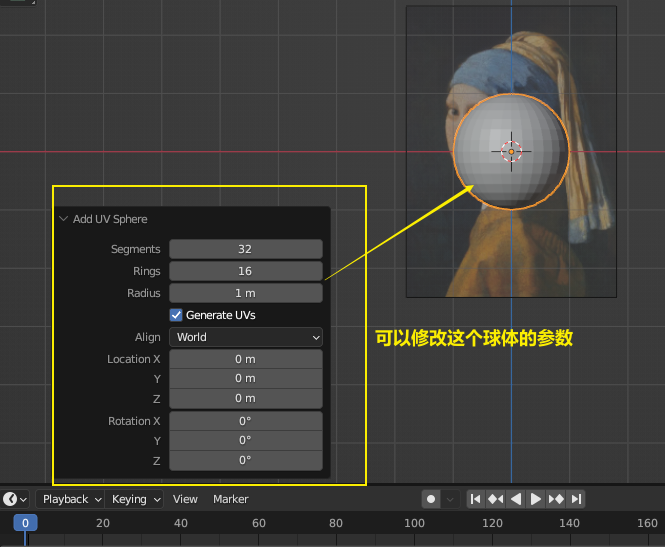 Add UV Sphere
Segments 32
Rings 16
Radius 1 m
Generate UVs
Align World
Location X 0 m
Y 0 m
Z 0 m
Rotation X 0°
Y 0°
Z 0°
可以修改这个球体的参数
Playback Keying View Marker
0 20 40 60 80 100 120 140 160